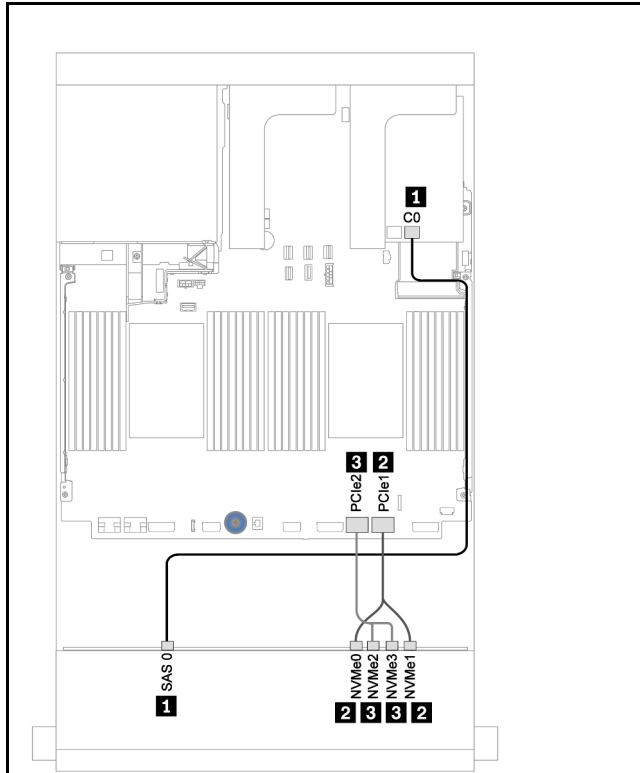 1
C0
3 2
PCIe2 PCIe1
SAS 0 NVMe0 NVMe2 NVMe3 NVMe1
1 2 3 3 2